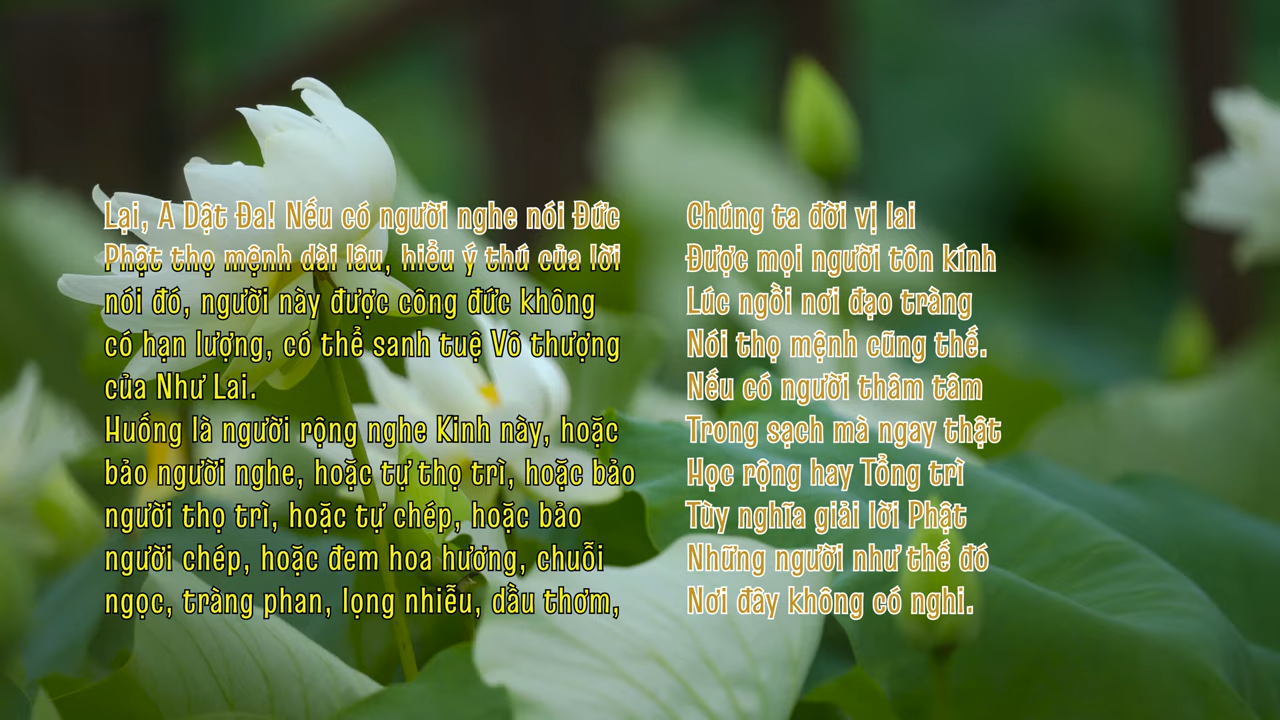 Lại, A Dật Đa! Nếu có người nghe nói Đức
Phật thọ mệnh dài lâu, hiểu ý thú của lời
nói đó, người này được công đức không
có hạn lượng, có thể sanh tuệ Vô thượng
của Như Lai.
Huống là người rộng nghe Kinh này, hoặc
bảo người nghe, hoặc tự thọ trì, hoặc bảo
người thọ trì, hoặc tự chép, hoặc bảo
người chép, hoặc đem hoa hương, chuỗi
ngọc, tràng phan, lọng nhiễu, dầu thơm,
Chúng ta đời vị lai
Được mọi người tôn kính
Lúc ngồi nơi đạo tràng
Nói thọ mệnh cũng thế.
Nếu có người thâm tâm
Trong sạch mà ngay thật
Học rộng hay Tổng trì
Tùy nghĩa giải lời Phật
Những người như thế đó
Nơi đây không có nghi.